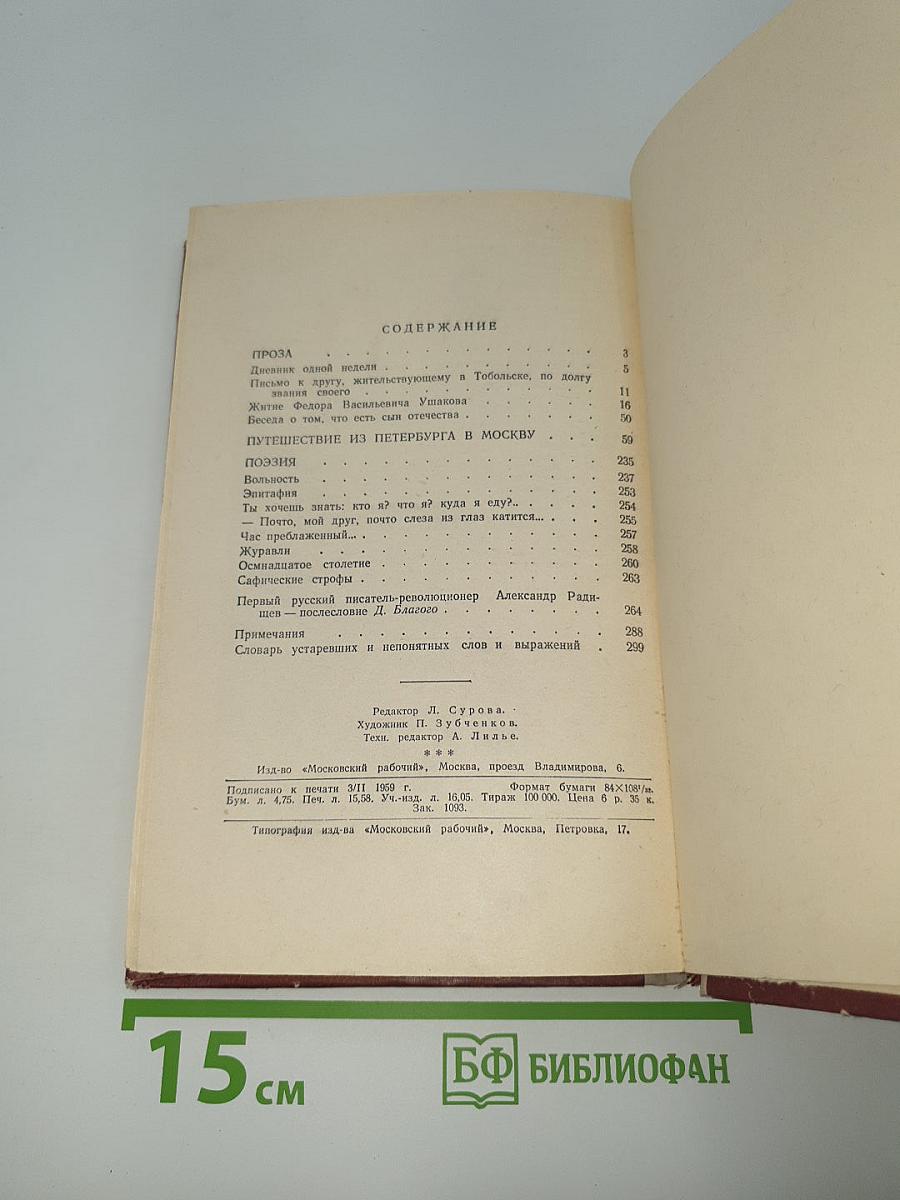 СОДЕРЖАНИЕ
ПРОЗА . . . . . . . . . . . . . 3
Дневник одной недели . . . . . . . . . . . 5
Письмо к другу, жительствующему в Тобольске, по долгу
звания своего . . . . . . . . . . . . 11
Житие Федора Васильевича Ушакова . . . . . . 16
Беседа о том, что есть сын отечества . . . . . . . 50
ПУТЕШЕСТВИЕ ИЗ ПЕТЕРБУРГА В МОСКВУ . . . 59
ПОЭЗИЯ . . . . . . . . . . . . . 235
Вольность . . . . . . . . . . . . . 237
Эпитафия . . . . . . . . . . . . . 253
Ты хочешь знать: кто я? что я? куда я еду?.. . . . . 254
— Почто, мой друг, почто слеза из глаз катится... . . . 255
Час преблаженный... . . . . . . . . . . . 257
Журавли . . . . . . . . . . . . . 258
Осмнадцатое столетие . . . . . . . . . . . 260
Сафические строфы . . . . . . . . . . . . 263
Первый русский писатель-революционер Александр Ради-
щев — послесловие Д. Благого . . . . . . . . 264
Примечания . . . . . . . . . . . . . 288
Словарь устаревших и непонятных слов и выражений . 299
Редактор Л. Сурова.
Художник П. Зубченков.
Техн. редактор А. Лилье.
* * *
Изд-во «Московский рабочий», Москва, проезд Владимирова, 6.
Подписано к печати 3/II 1959 г. Формат бумаги 84×108¹/₃₂.
Бум. л. 4,75. Печ. л. 15,58. Уч.-изд. л. 16,05. Тираж 100 000. Цена 6 р. 35 к.
Зак. 1093.
Типография изд-ва «Московский рабочий», Москва, Петровка, 17.
15 см
БФ БИБЛИОФАН